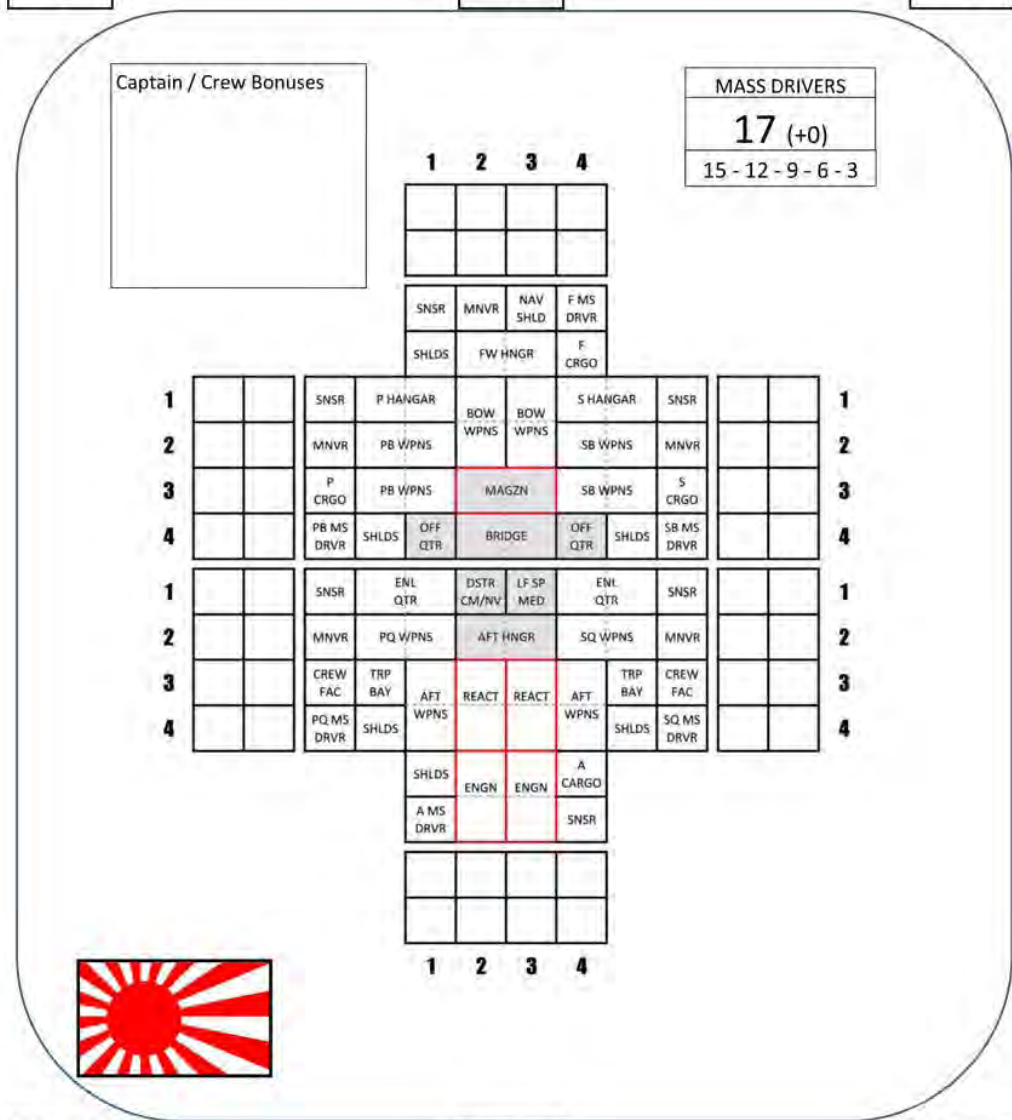 Captain / Crew Bonuses
MASS DRIVERS
17 (+0)
15 - 12 - 9 - 6 - 3
1 2 3 4
SNSR MNVR NAV SHLD F MS DRVR
SHLDS FW HNGR F CRGO
1 SNSR P HANGAR BOW WPNS BOW WPNS S HANGAR SNSR 1
2 MNVR PB WPNS SB WPNS MNVR 2
3 P CRGO PB WPNS MAGZN SB WPNS S CRGO 3
4 PB MS DRVR SHLDS OFF QTR BRIDGE OFF QTR SHLDS SB MS DRVR 4
1 SNSR ENL QTR DSTR CM/NV LF SP MED ENL QTR SNSR 1
2 MNVR PQ WPNS AFT HNGR SQ WPNS MNVR 2
3 CREW FAC TRP BAY AFT WPNS REACT REACT AFT WPNS TRP BAY CREW FAC 3
4 PQ MS DRVR SHLDS SHLDS SQ MS DRVR 4
SHLDS ENGN ENGN A CARGO
A MS DRVR SNSR
1 2 3 4